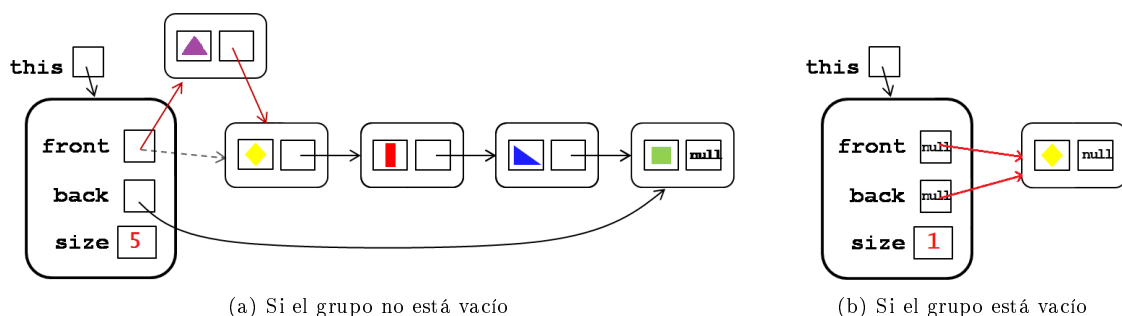 this
front
null
back
size 5
(a) Si el grupo no está vacío
this
front null
null
back null
size 1
(b) Si el grupo está vacío